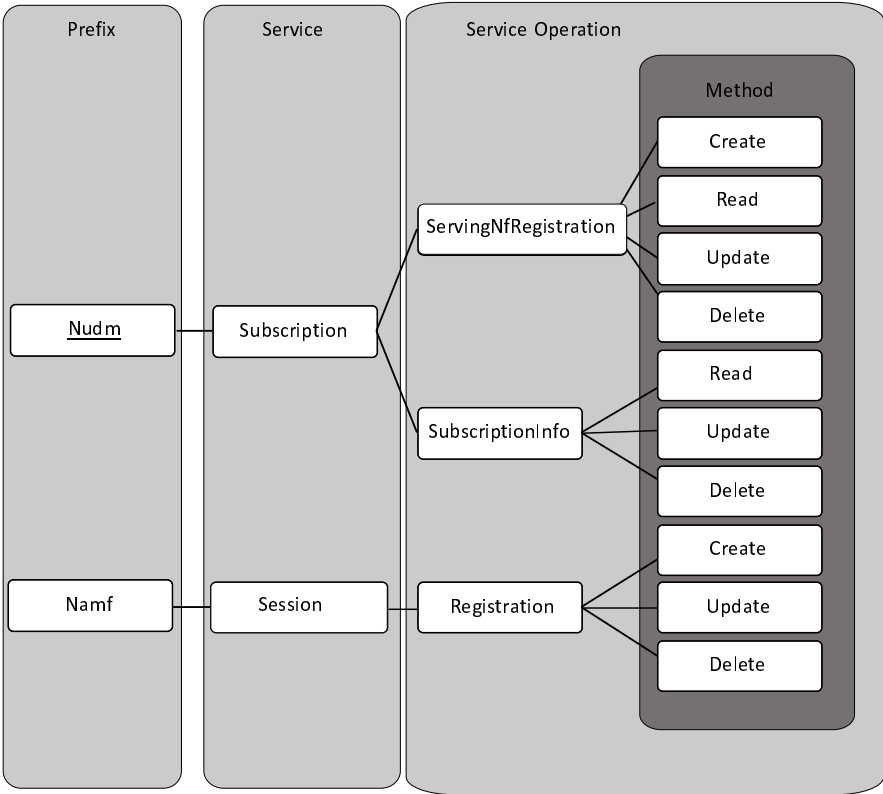 Prefix
Service
Service Operation
Method
Create
Read
ServingNfRegistration
Update
Delete
Nudm
Subscription
Read
SubscriptionInfo
Update
Delete
Create
Namf
Session
Registration
Update
Delete